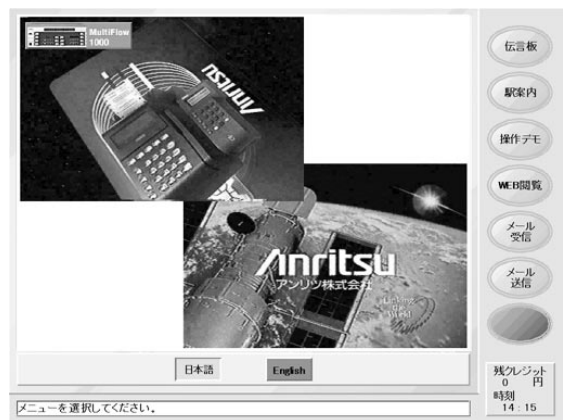 MultiFlow
1000
Anritsu
Anritsu
アンリツ株式会社
Linking
the
World
日本語
English
メニューを選択してください。
伝言板
駅案内
操作デモ
WEB閲覧
メール
受信
メール
送信
残クレジット
0 円
時刻
14:15